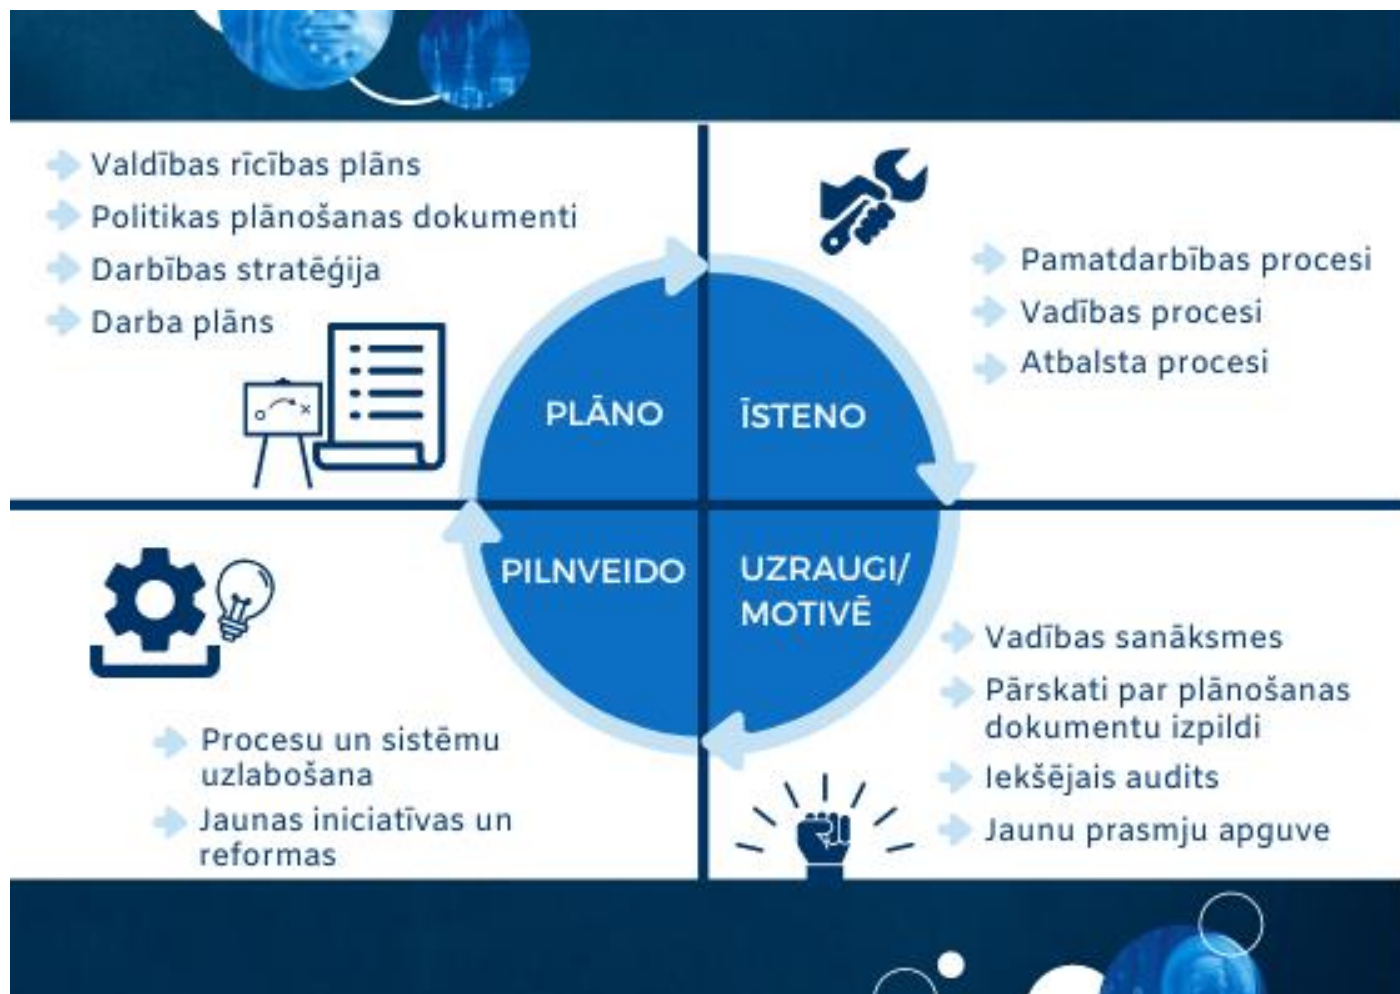 Valdības rīcības plāns
Politikas plānošanas dokumenti
Darbības stratēģija
Darba plāns
PLĀNO
ĪSTENO
Pamatdarbības procesi
Vadības procesi
Atbalsta procesi
PILNVEIDO
Procesu un sistēmu
uzlabošana
Jaunas iniciatīvas un
reformas
UZRAUGI/
MOTIVĒ
Vadības sanāksmes
Pārskati par plānošanas
dokumentu izpildi
Iekšējais audits
Jaunu prasmju apguve